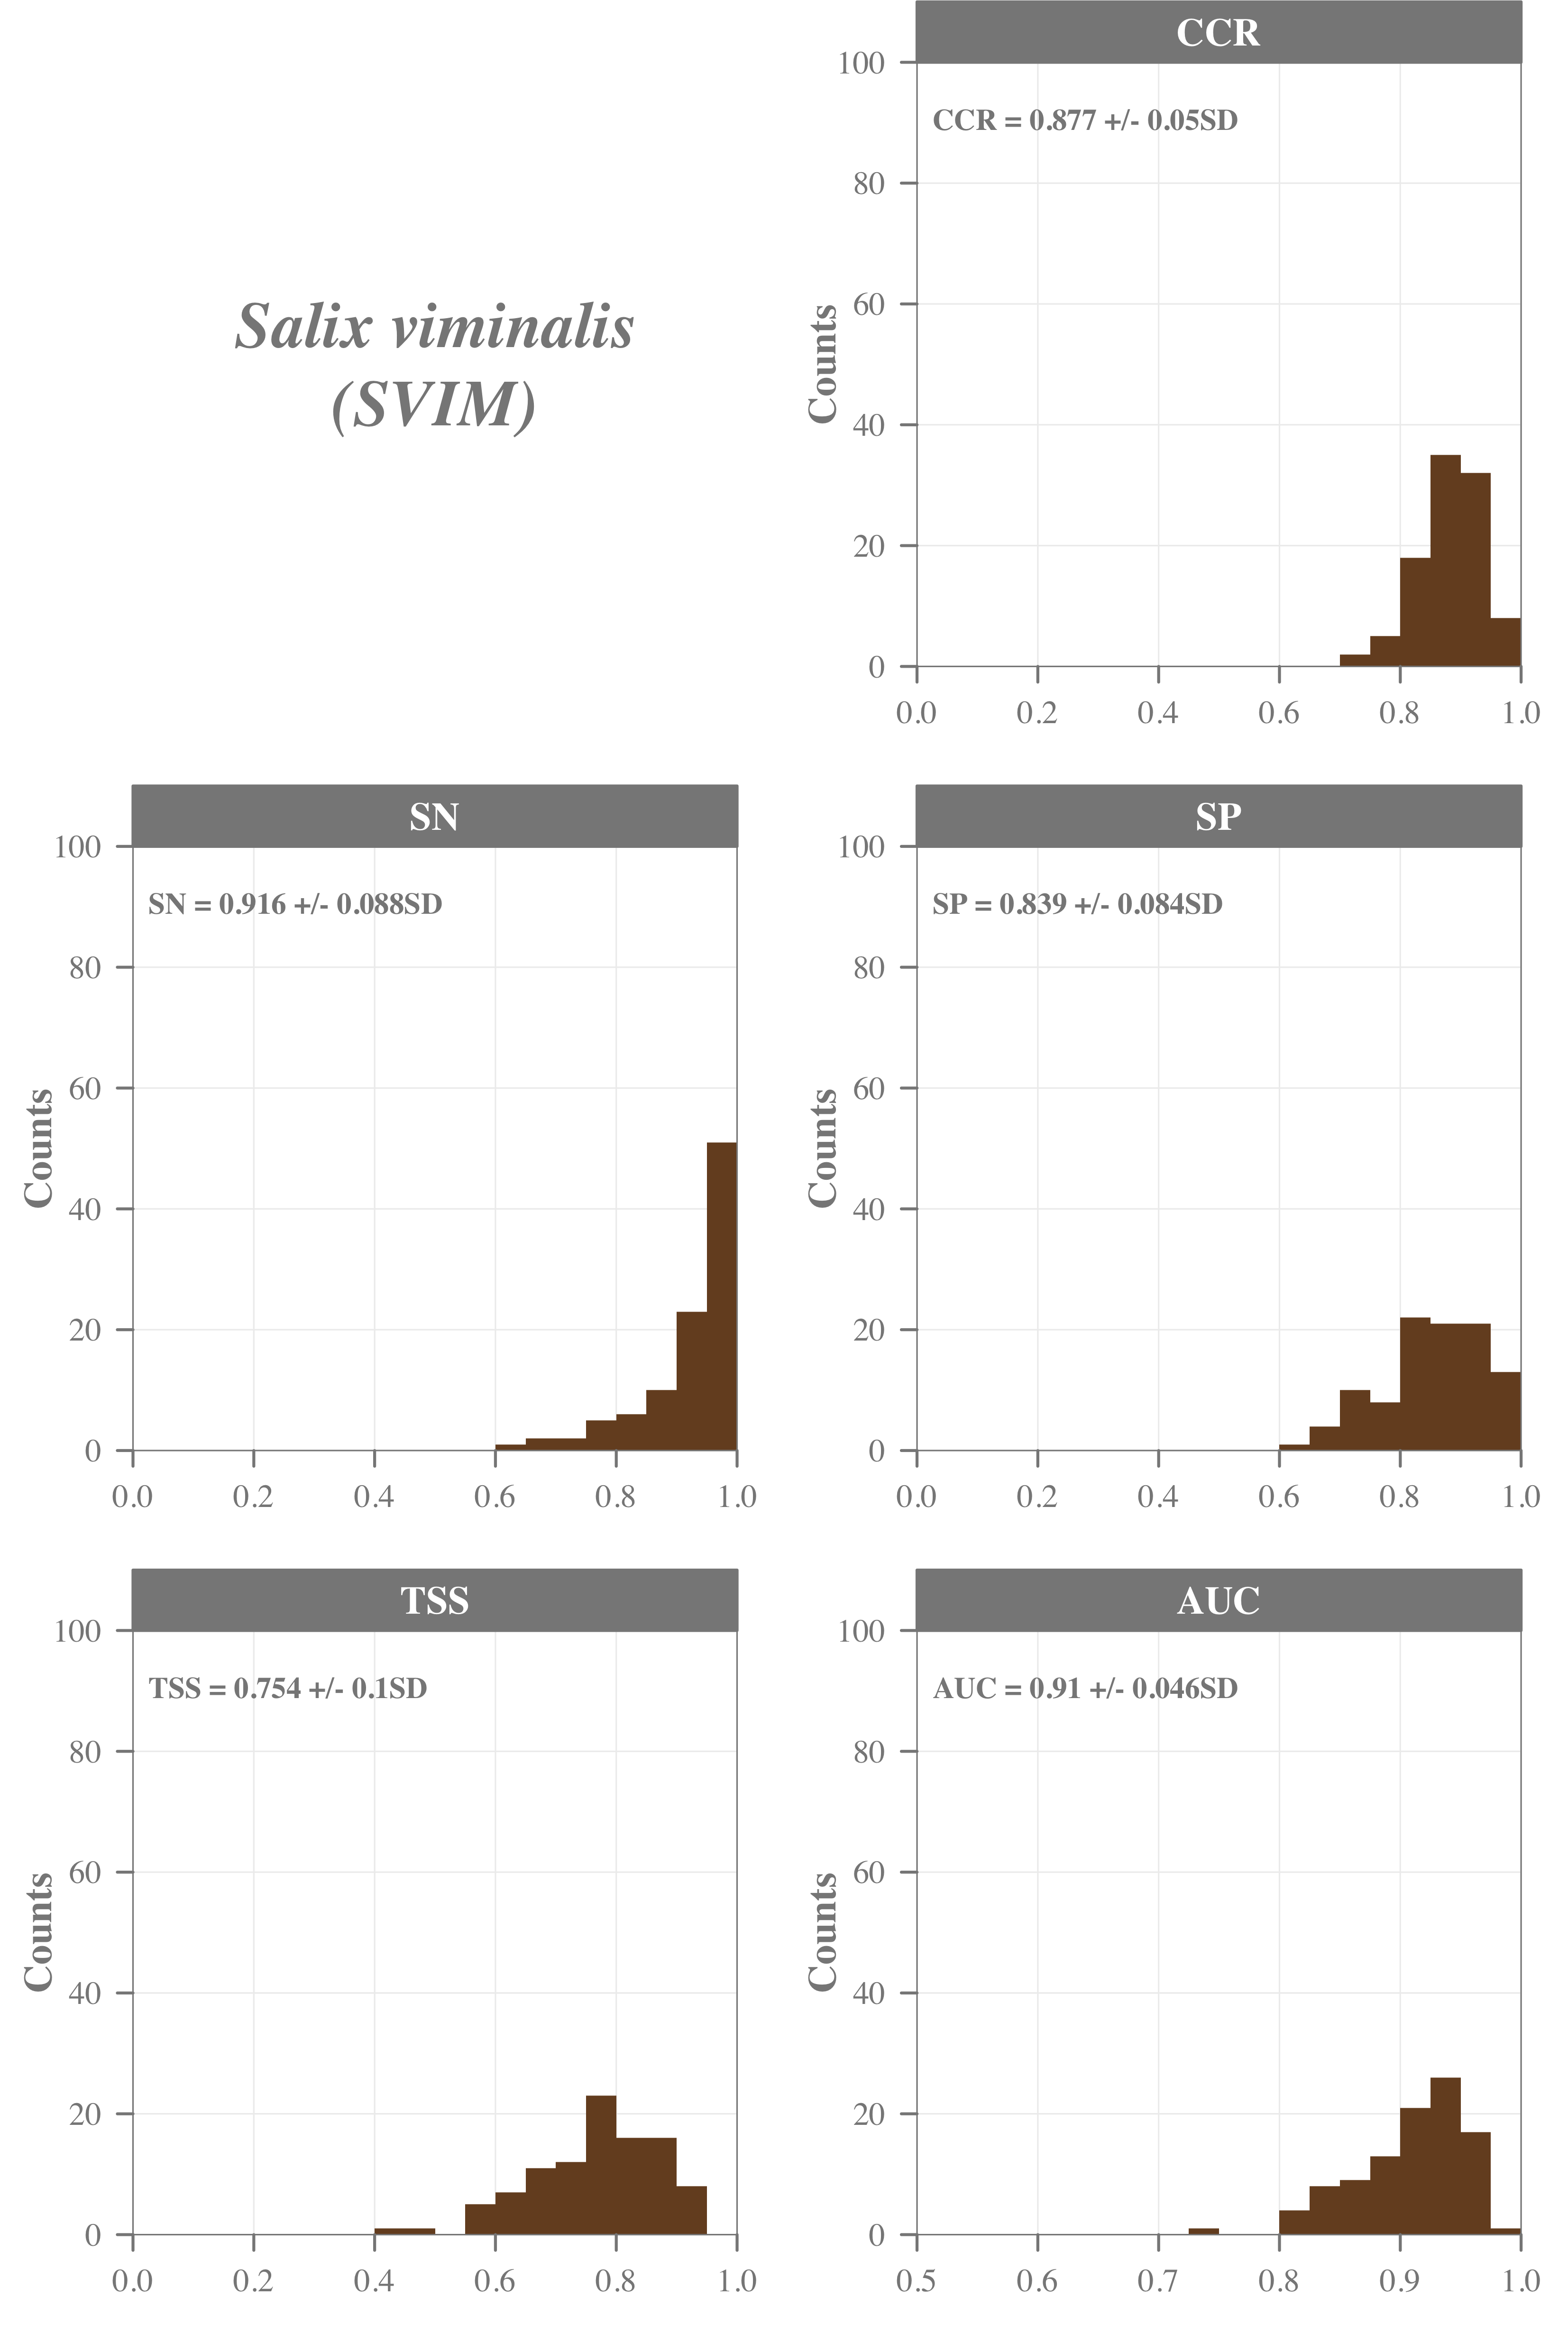 Salix viminalis
(SVIM)
CCR
CCR = 0.877 +/- 0.05SD
Counts
100
80
60
40
20
0
0.0 0.2 0.4 0.6 0.8 1.0
SN
SN = 0.916 +/- 0.088SD
Counts
100
80
60
40
20
0
0.0 0.2 0.4 0.6 0.8 1.0
SP
SP = 0.839 +/- 0.084SD
Counts
100
80
60
40
20
0
0.0 0.2 0.4 0.6 0.8 1.0
TSS
TSS = 0.754 +/- 0.1SD
Counts
100
80
60
40
20
0
0.0 0.2 0.4 0.6 0.8 1.0
AUC
AUC = 0.91 +/- 0.046SD
Counts
100
80
60
40
20
0
0.5 0.6 0.7 0.8 0.9 1.0